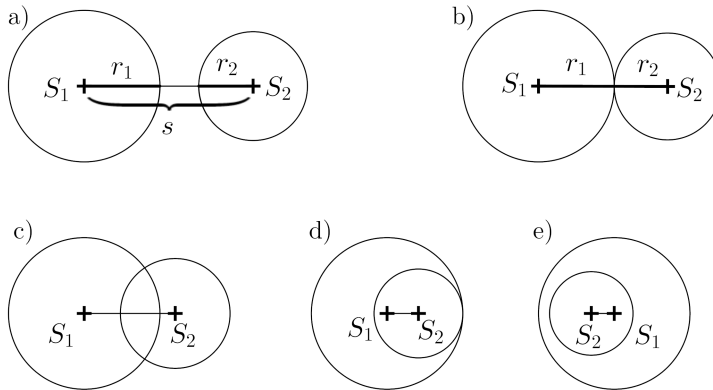 a)
b)
r₁
r₂
S₁
S₂
s
r₁
r₂
S₁
S₂
c)
d)
e)
S₁
S₂
S₁
S₂
S₂
S₁